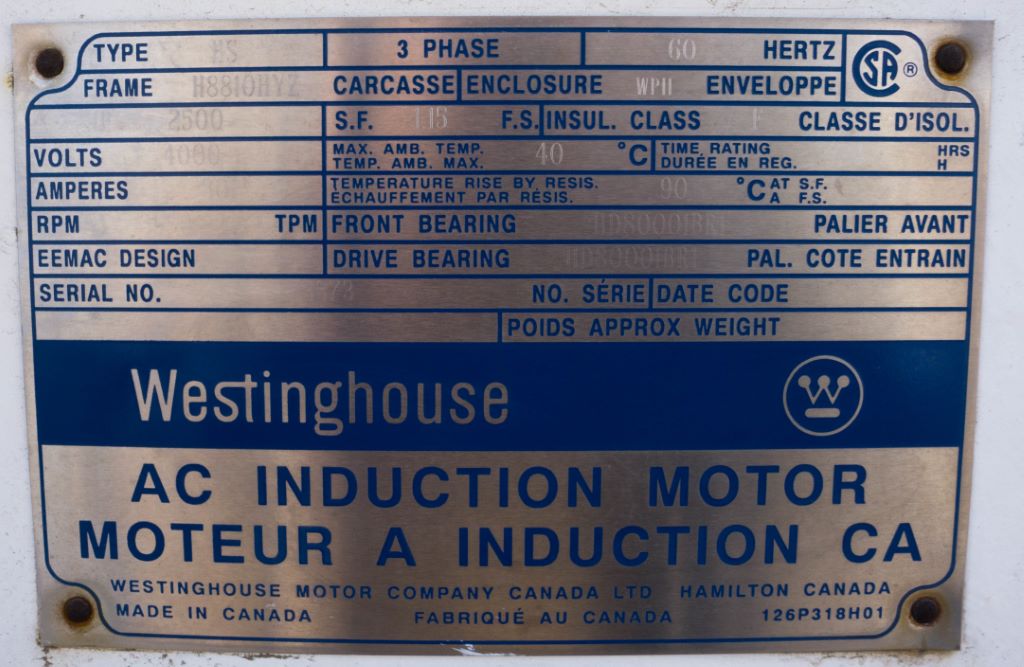 TYPE HS 3 PHASE 60 HERTZ CSA ®
FRAME H8810HYZ CARCASSE ENCLOSURE WPII ENVELOPPE
2500 S.F. 1.15 F.S. INSUL. CLASS F CLASSE D'ISOL.
VOLTS 4000 MAX. AMB. TEMP. 40 °C TIME RATING HRS
TEMP. AMB. MAX. DURÉE EN REG. H
AMPERES TEMPERATURE RISE BY RESIS. 90 °C AT S.F.
ECHAUFFEMENT PAR RÉSIS. A F.S.
RPM TPM FRONT BEARING PALIER AVANT
EEMAC DESIGN DRIVE BEARING PAL. COTE ENTRAIN
SERIAL NO. NO. SÉRIE DATE CODE
POIDS APPROX WEIGHT
Westinghouse W
AC INDUCTION MOTOR
MOTEUR A INDUCTION CA
WESTINGHOUSE MOTOR COMPANY CANADA LTD HAMILTON CANADA
MADE IN CANADA FABRIQUÉ AU CANADA 126P318H01